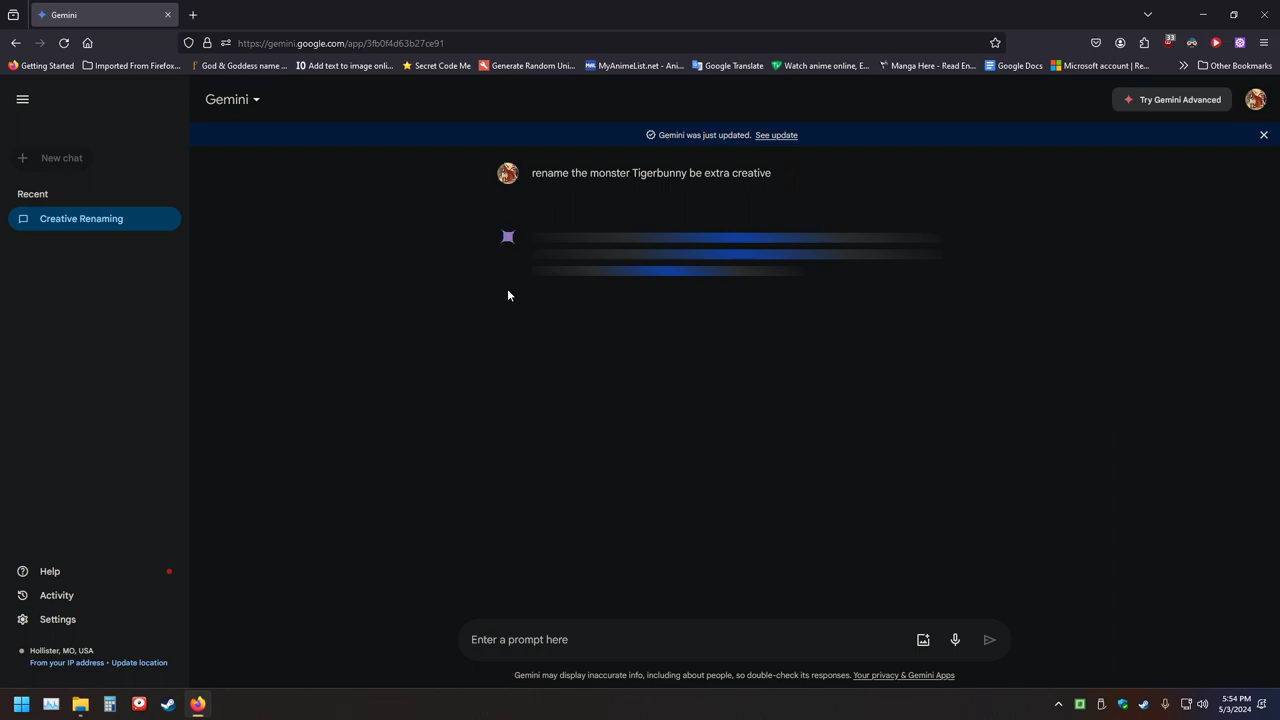 Gemini
https://gemini.google.com/app/3fb0f4d63b27ce91
Getting Started
Imported From Firefox...
God & Goddess name ...
Add text to image onli...
Secret Code Me
Generate Random Uni...
MyAnimeList.net - Ani...
Google Translate
Watch anime online, E...
Manga Here - Read En...
Google Docs
Microsoft account | Re...
Other Bookmarks
Gemini
Try Gemini Advanced
Gemini was just updated. See update
New chat
rename the monster Tigerbunny be extra creative
Recent
Creative Renaming
Help
Activity
Settings
Hollister, MO, USA
From your IP address • Update location
Enter a prompt here
Gemini may display inaccurate info, including about people, so double-check its responses. Your privacy & Gemini Apps
5:54 PM
5/3/2024